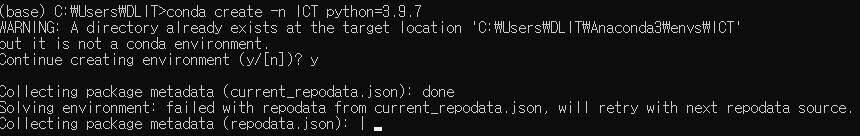 (base) C:₩Users₩DLIT>conda create -n ICT python=3.9.7
WARNING: A directory already exists at the target location 'C:₩Users₩DLIT₩Anaconda3₩envs₩ICT'
but it is not a conda environment.
Continue creating environment (y/[n])? y
Collecting package metadata (current_repodata.json): done
Solving environment: failed with repodata from current_repodata.json, will retry with next repodata source.
Collecting package metadata (repodata.json): |